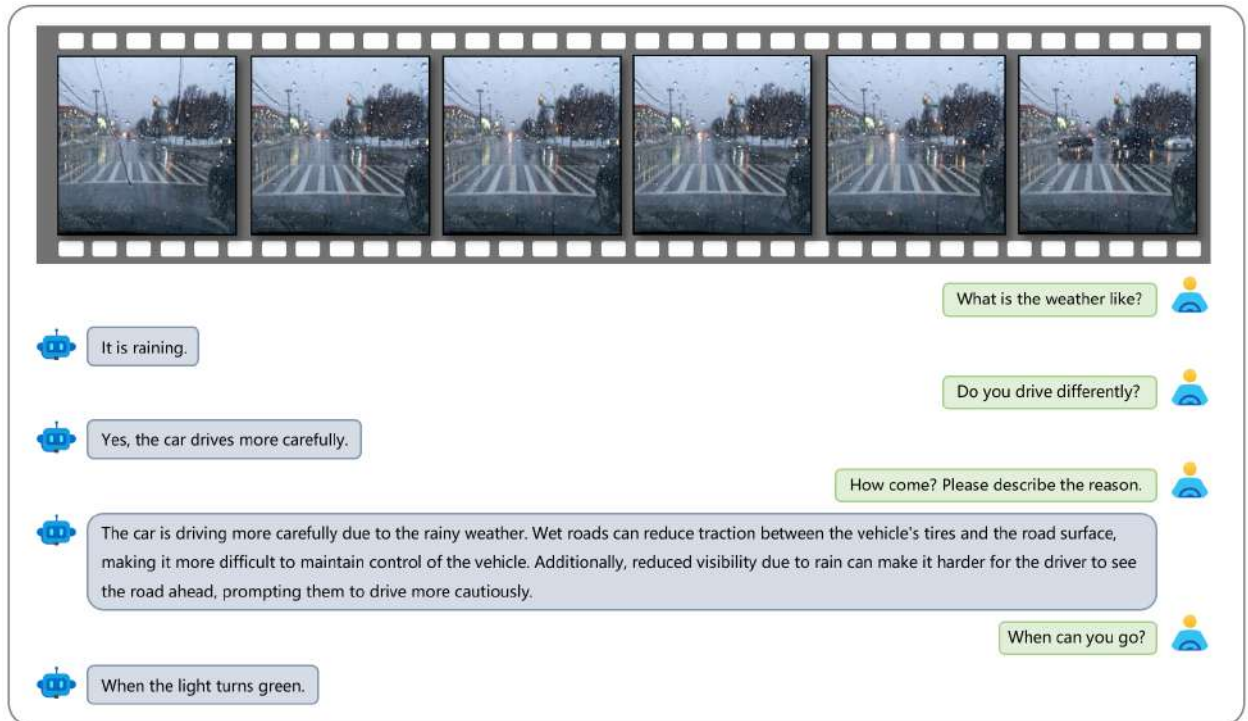 What is the weather like?
It is raining.
Do you drive differently?
Yes, the car drives more carefully.
How come? Please describe the reason.
The car is driving more carefully due to the rainy weather. Wet roads can reduce traction between the vehicle's tires and the road surface,
making it more difficult to maintain control of the vehicle. Additionally, reduced visibility due to rain can make it harder for the driver to see
the road ahead, prompting them to drive more cautiously.
When can you go?
When the light turns green.